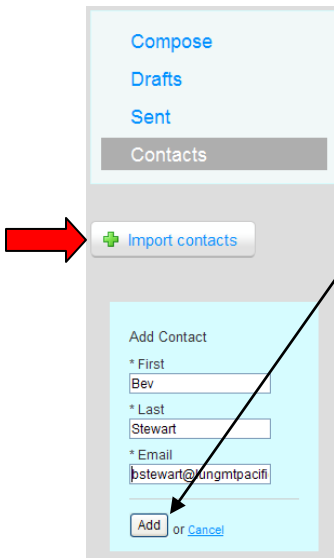 Compose
Drafts
Sent
Contacts
Import contacts
Add Contact
* First
Bev
* Last
Stewart
* Email
bstewart@lungmtpacifi
Add or Cancel